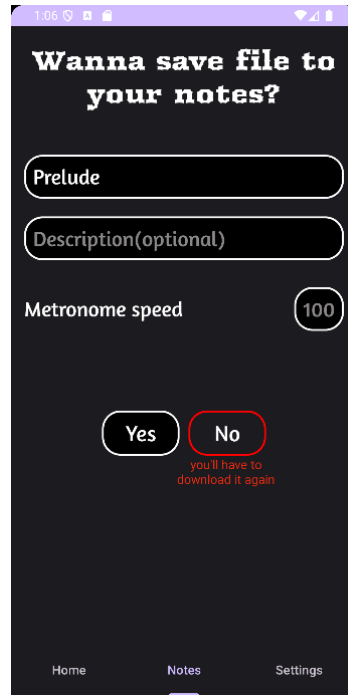 1:06
Wanna save file to
your notes?
Prelude
Description(optional)
Metronome speed 100
Yes No
you'll have to
download it again
Home Notes Settings